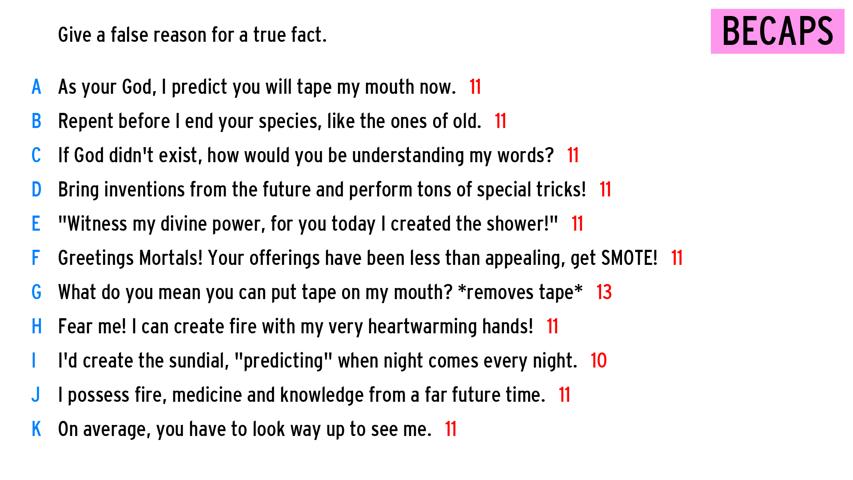 Give a false reason for a true fact.
BECAPS
A As your God, I predict you will tape my mouth now. 11
B Repent before I end your species, like the ones of old. 11
C If God didn't exist, how would you be understanding my words? 11
D Bring inventions from the future and perform tons of special tricks! 11
E "Witness my divine power, for you today I created the shower!" 11
F Greetings Mortals! Your offerings have been less than appealing, get SMOTE! 11
G What do you mean you can put tape on my mouth? *removes tape* 13
H Fear me! I can create fire with my very heartwarming hands! 11
I I'd create the sundial, "predicting" when night comes every night. 10
J I possess fire, medicine and knowledge from a far future time. 11
K On average, you have to look way up to see me. 11